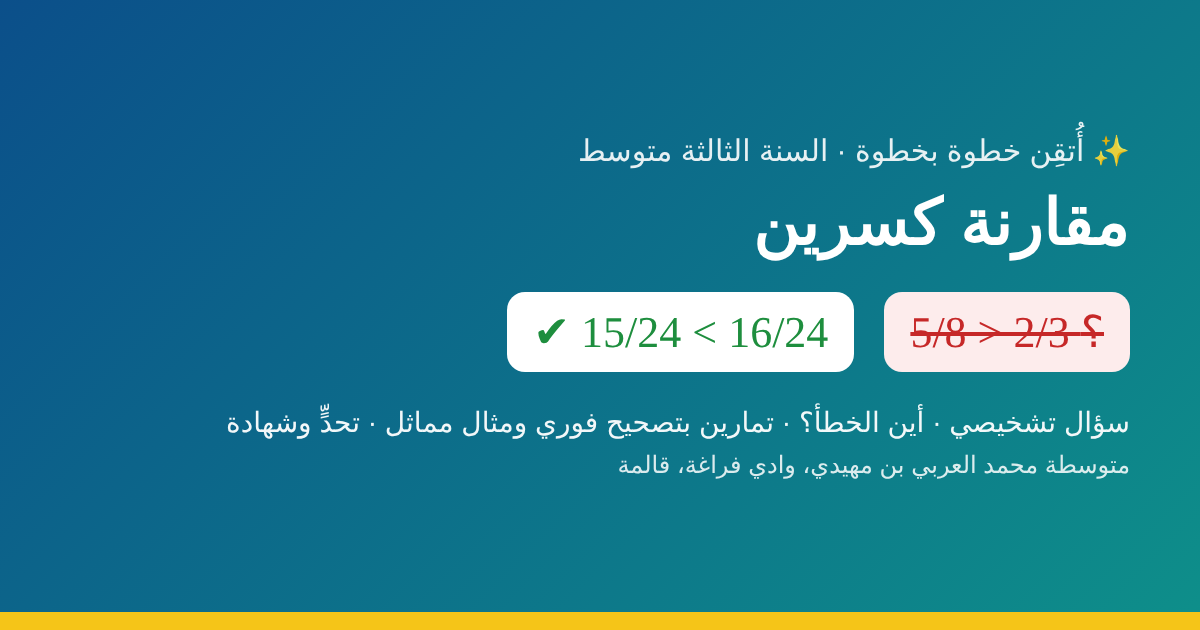 ✨ أُتقِن خطوة بخطوة · السنة الثالثة متوسط
مقارنة كسرين
5/8 > 2/3 ؟
15/24 < 16/24 ✔
سؤال تشخيصي · أين الخطأ؟ · تمارين بتصحيح فوري ومثال مماثل · تحدٍّ وشهادة
متوسطة محمد العربي بن مهيدي، وادي فراغة، قالمة